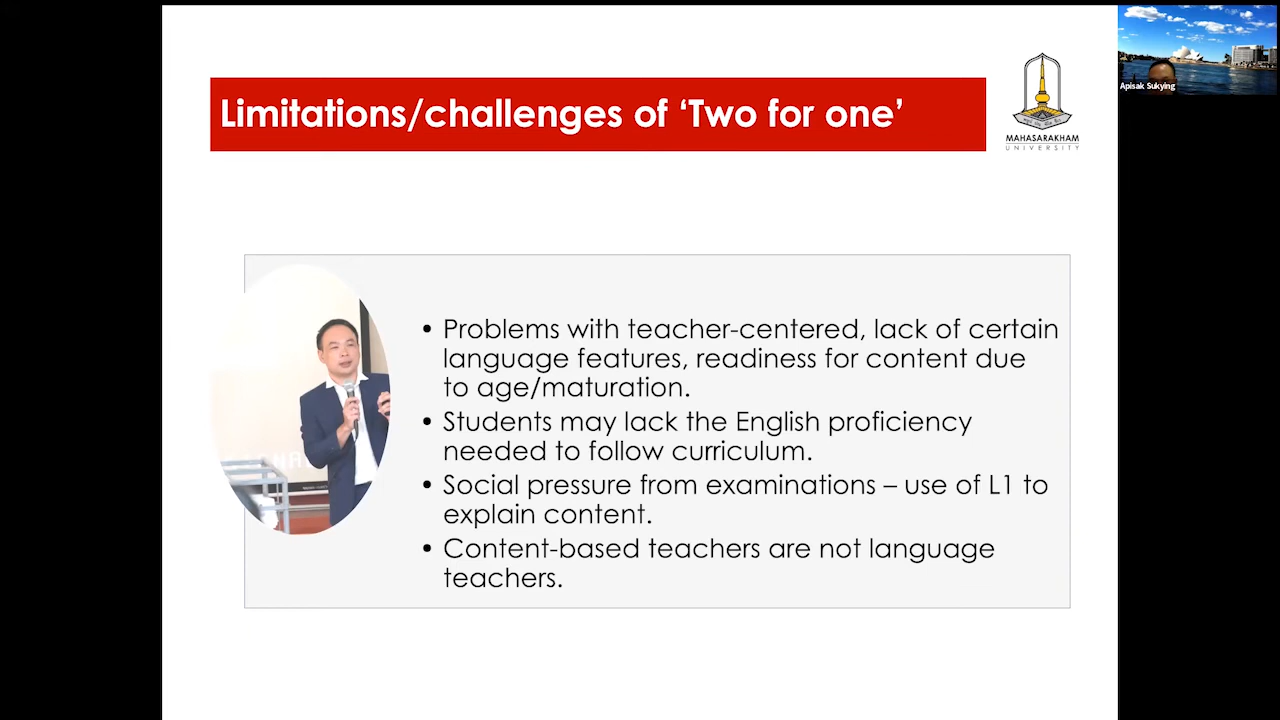 Limitations/challenges of ‘Two for one’
MAHASARAKHAM
UNIVERSITY
Apisak Sukying
• Problems with teacher-centered, lack of certain
language features, readiness for content due
to age/maturation.
• Students may lack the English proficiency
needed to follow curriculum.
• Social pressure from examinations – use of L1 to
explain content.
• Content-based teachers are not language
teachers.